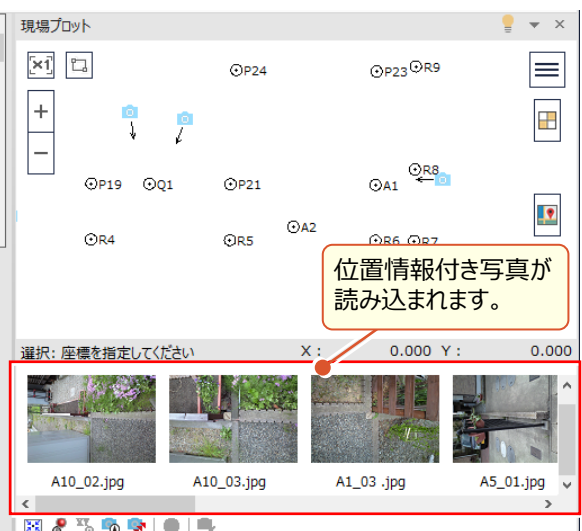 現場プロット
×1
P24
P23
R9
+
−
R8
P19
Q1
P21
A1
A2
R4
R5
R6
R7
位置情報付き写真が
読み込まれます。
選択: 座標を指定してください X : 0.000 Y : 0.000
A10_02.jpg A10_03.jpg A1_03 .jpg A5_01.jpg